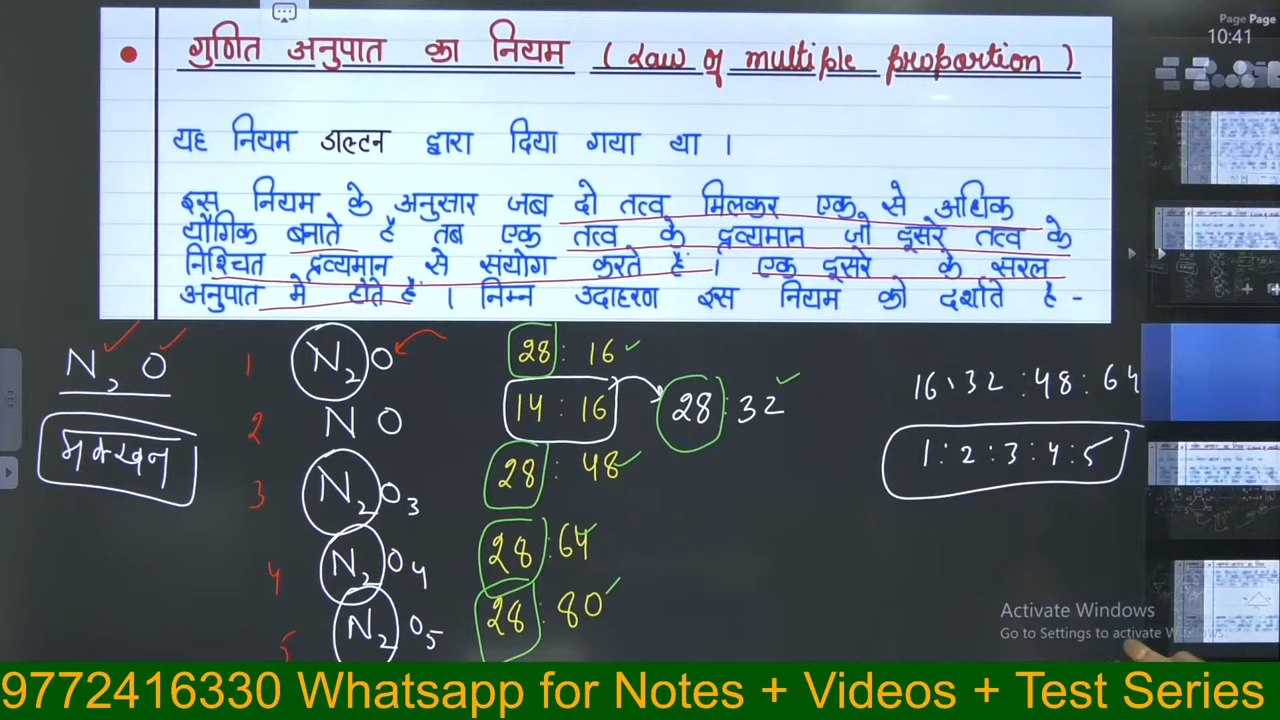 Page Page
10:41
गुणित अनुपात का नियम ( Law of multiple proportion )
यह नियम डाल्टन द्वारा दिया गया था ।
इस नियम के अनुसार जब दो तत्व मिलकर एक से अधिक
यौगिक बनाते है तब एक तत्व के द्रव्यमान जो दूसरे तत्व के
निश्चित द्रव्यमान से संयोग करते हैं । एक दूसरे के सरल
अनुपात में होते हैं । निम्न उदाहरण इस नियम को दर्शाते है -
N, O
मक्खन
1 N₂O 28 : 16
2 NO 14 : 16 28 : 32
3 N₂O₃ 28 : 48
4 N₂O₄ 28 : 64
5 N₂O₅ 28 : 80
16 : 32 : 48 : 64
1 : 2 : 3 : 4 : 5
Activate Windows
Go to Settings to activate Windows.
9772416330 Whatsapp for Notes + Videos + Test Series